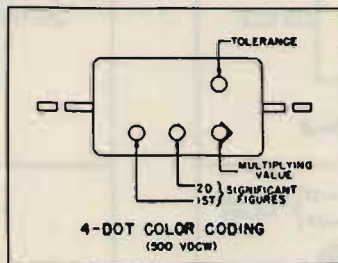 TOLERANCE
MULTIPLYING
VALUE
2D
1ST
SIGNIFICANT
FIGURES
4-DOT COLOR CODING
(500 VDCW)